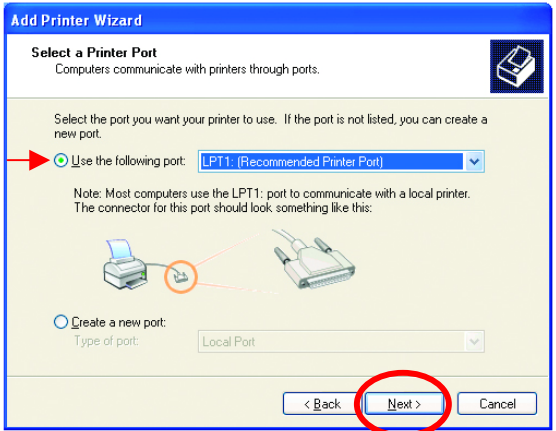 Add Printer Wizard
Select a Printer Port
Computers communicate with printers through ports.
Select the port you want your printer to use. If the port is not listed, you can create a
new port.
Use the following port: LPT1: (Recommended Printer Port)
Note: Most computers use the LPT1: port to communicate with a local printer.
The connector for this port should look something like this:
Create a new port:
Type of port: Local Port
< Back Next > Cancel